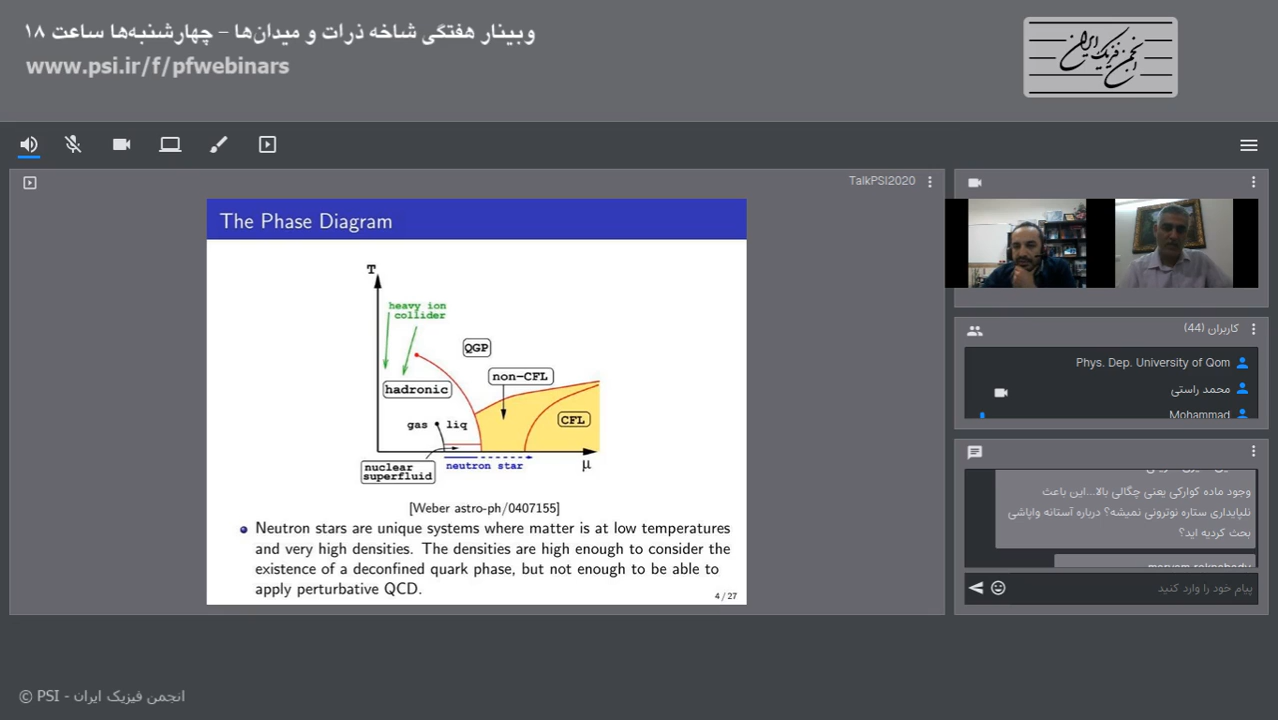 وبینار هفتگی شاخه ذرات و میدان‌ها – چهارشنبه‌ها ساعت ۱۸
www.psi.ir/f/pfwebinars
انجمن فیزیک ایران
TalkPSI2020
The Phase Diagram
T
heavy ion
collider
QGP
non-CFL
hadronic
CFL
gas
liq
nuclear
superfluid
neutron star
μ
[Weber astro-ph/0407155]
Neutron stars are unique systems where matter is at low temperatures
and very high densities. The densities are high enough to consider the
existence of a deconfined quark phase, but not enough to be able to
apply perturbative QCD.
4 / 27
کاربران (44)
Phys. Dep. University of Qom
محمد راستی
Mohammad
وجود ماده کوارکی یعنی چگالی بالا...این باعث
نلپایداری ستاره نوترونی نمیشه؟ درباره آستانه واپاشی
بحث کردیه اید؟
پیام خود را وارد کنید
© PSI - انجمن فیزیک ایران